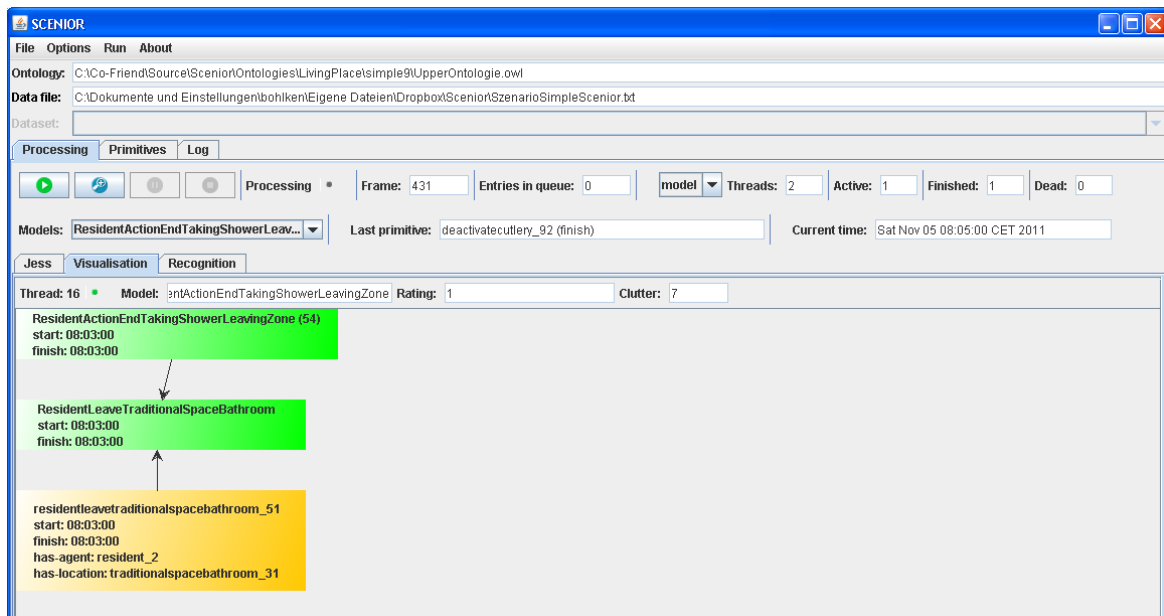 SCENIOR
File Options Run About
Ontology: C:\Co-Friend\Source\Scenior\Ontologies\LivingPlace\simple9\UpperOntologie.owl
Data file: C:\Dokumente und Einstellungen\bohlken\Eigene Dateien\Dropbox\Scenior\SzenarioSimpleScenior.txt
Dataset:
Processing Primitives Log
Processing Frame: 431 Entries in queue: 0 model Threads: 2 Active: 1 Finished: 1 Dead: 0
Models: ResidentActionEndTakingShowerLeav... Last primitive: deactivatecutlery_92 (finish) Current time: Sat Nov 05 08:05:00 CET 2011
Jess Visualisation Recognition
Thread: 16 Model: entActionEndTakingShowerLeavingZone Rating: 1 Clutter: 7
ResidentActionEndTakingShowerLeavingZone (54)
start: 08:03:00
finish: 08:03:00
ResidentLeaveTraditionalSpaceBathroom
start: 08:03:00
finish: 08:03:00
residentleavetraditionalspacebathroom_51
start: 08:03:00
finish: 08:03:00
has-agent: resident_2
has-location: traditionalspacebathroom_31